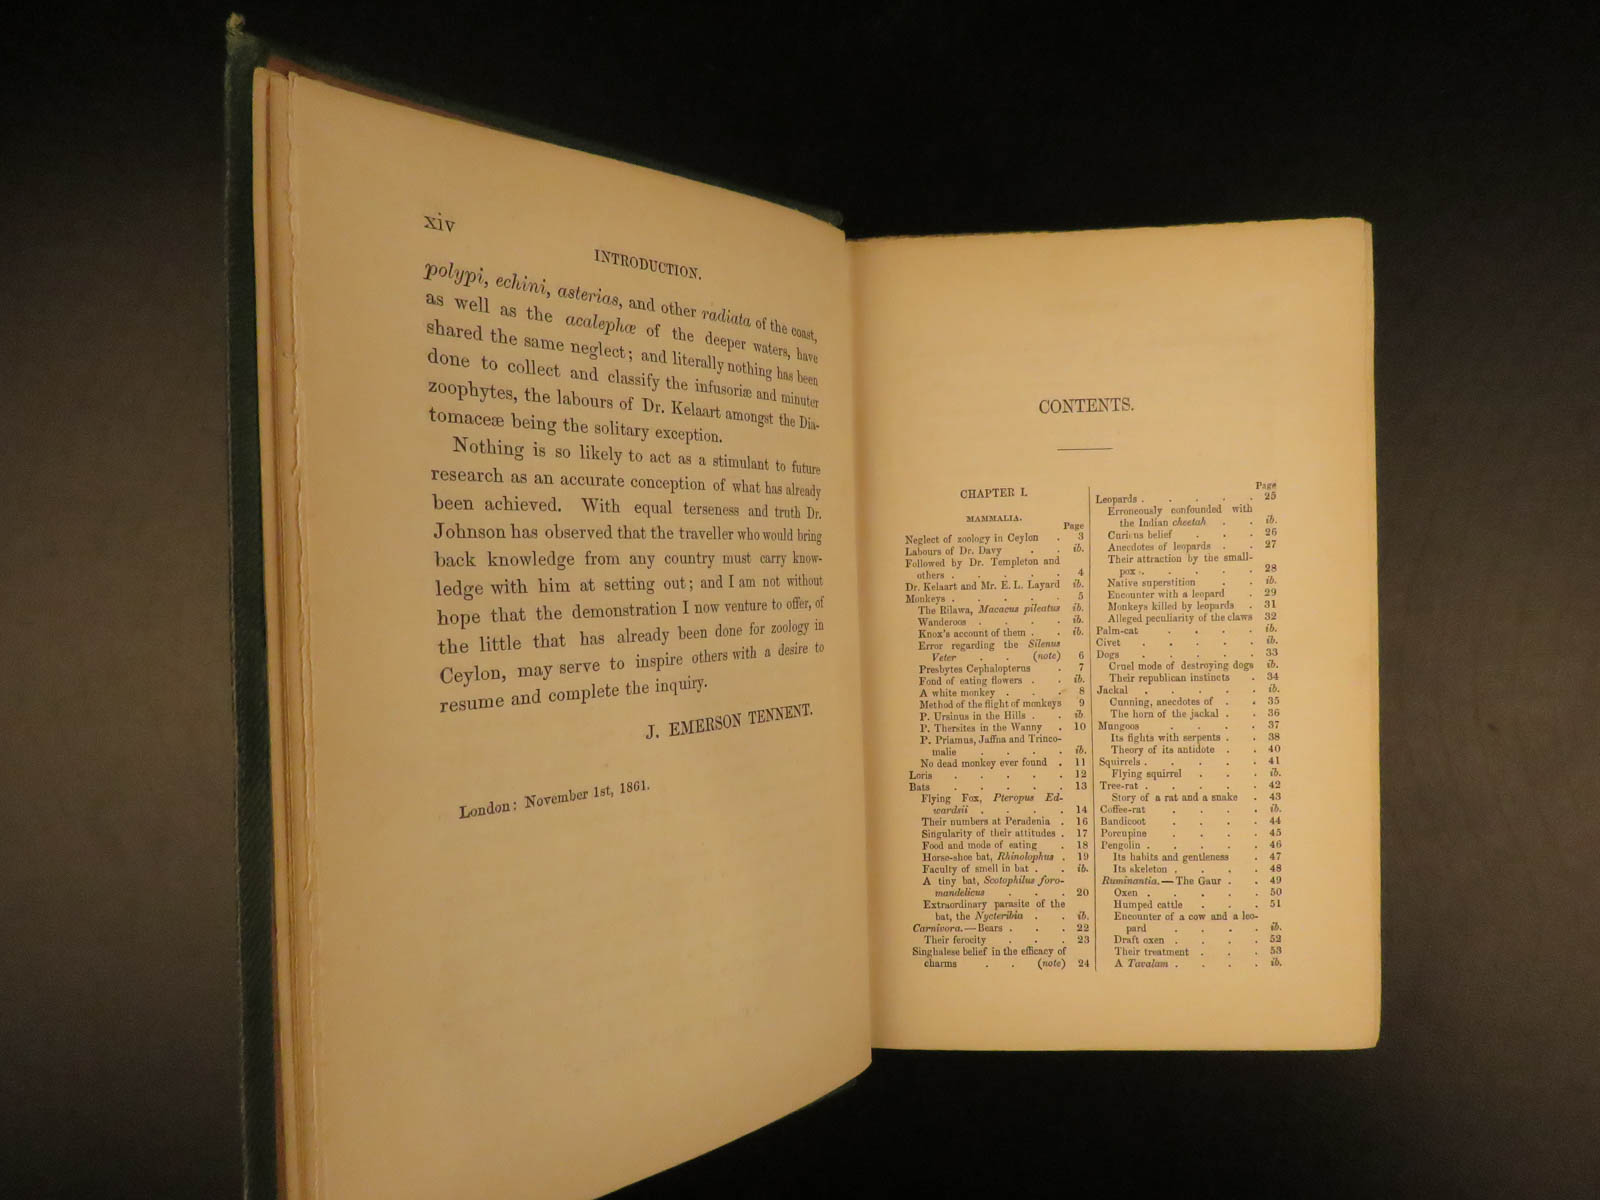 xiv
INTRODUCTION.
polypi, echini, asterias, and other radiata of the coast,
as well as the acalephœ of the deeper waters, have
shared the same neglect; and literally nothing has been
done to collect and classify the infusoriæ and minuter
zoophytes, the labours of Dr. Kelaart amongst the Dia-
tomaceæ being the solitary exception.
Nothing is so likely to act as a stimulant to future
research as an accurate conception of what has already
been achieved. With equal terseness and truth Dr.
Johnson has observed that the traveller who would bring
back knowledge from any country must carry know-
ledge with him at setting out; and I am not without
hope that the demonstration I now venture to offer, of
the little that has already been done for zoology in
Ceylon, may serve to inspire others with a desire to
resume and complete the inquiry.
J. EMERSON TENNENT.
London: November 1st, 1861.
CONTENTS.
CHAPTER I.
MAMMALIA.
Page
Neglect of zoology in Ceylon . 3
Labours of Dr. Davy . . ib.
Followed by Dr. Templeton and
others . . . . . 4
Dr. Kelaart and Mr. E. L. Layard ib.
Monkeys . . . . . 5
The Rilawa, Macacus pileatus ib.
Wanderoos . . . . ib.
Knox's account of them . . ib.
Error regarding the Silenus
Veter . . (note) 6
Presbytes Cephalopterus . 7
Fond of eating flowers . . ib.
A white monkey . . . 8
Method of the flight of monkeys 9
P. Ursinus in the Hills . . ib.
P. Thersites in the Wanny . 10
P. Priamus, Jaffna and Trinco-
malie . . . . ib.
No dead monkey ever found . 11
Loris . . . . . 12
Bats . . . . . 13
Flying Fox, Pteropus Ed-
wardsii . . . . 14
Their numbers at Peradenia . 16
Singularity of their attitudes . 17
Food and mode of eating . 18
Horse-shoe bat, Rhinolophus . 19
Faculty of smell in bat . . ib.
A tiny bat, Scotophilus foro-
mandelicus . . . 20
Extraordinary parasite of the
bat, the Nycteribia . . ib.
Carnivora.—Bears . . . 22
Their ferocity . . . 23
Singhalese belief in the efficacy of
charms . . (note) 24
Page
Leopards . . . . . 25
Erroneously confounded with
the Indian cheetah . . ib.
Curious belief . . . 26
Anecdotes of leopards . . 27
Their attraction by the small-
pox . . . . . 28
Native superstition . . ib.
Encounter with a leopard . 29
Monkeys killed by leopards . 31
Alleged peculiarity of the claws 32
Palm-cat . . . . ib.
Civet . . . . . ib.
Dogs . . . . . 33
Cruel mode of destroying dogs ib.
Their republican instincts . 34
Jackal . . . . . ib.
Cunning, anecdotes of . . 35
The horn of the jackal . . 36
Mungoos . . . . 37
Its fights with serpents . . 38
Theory of its antidote . . 40
Squirrels . . . . . 41
Flying squirrel . . . ib.
Tree-rat . . . . . 42
Story of a rat and a snake . 43
Coffee-rat . . . . ib.
Bandicoot . . . . 44
Porcupine . . . . 45
Pengolin . . . . . 46
Its habits and gentleness . 47
Its skeleton . . . . 48
Ruminantia.—The Gaur . . 49
Oxen . . . . . 50
Humped cattle . . . 51
Encounter of a cow and a leo-
pard . . . . ib.
Draft oxen . . . . 52
Their treatment . . . 53
A Tavalam . . . . ib.